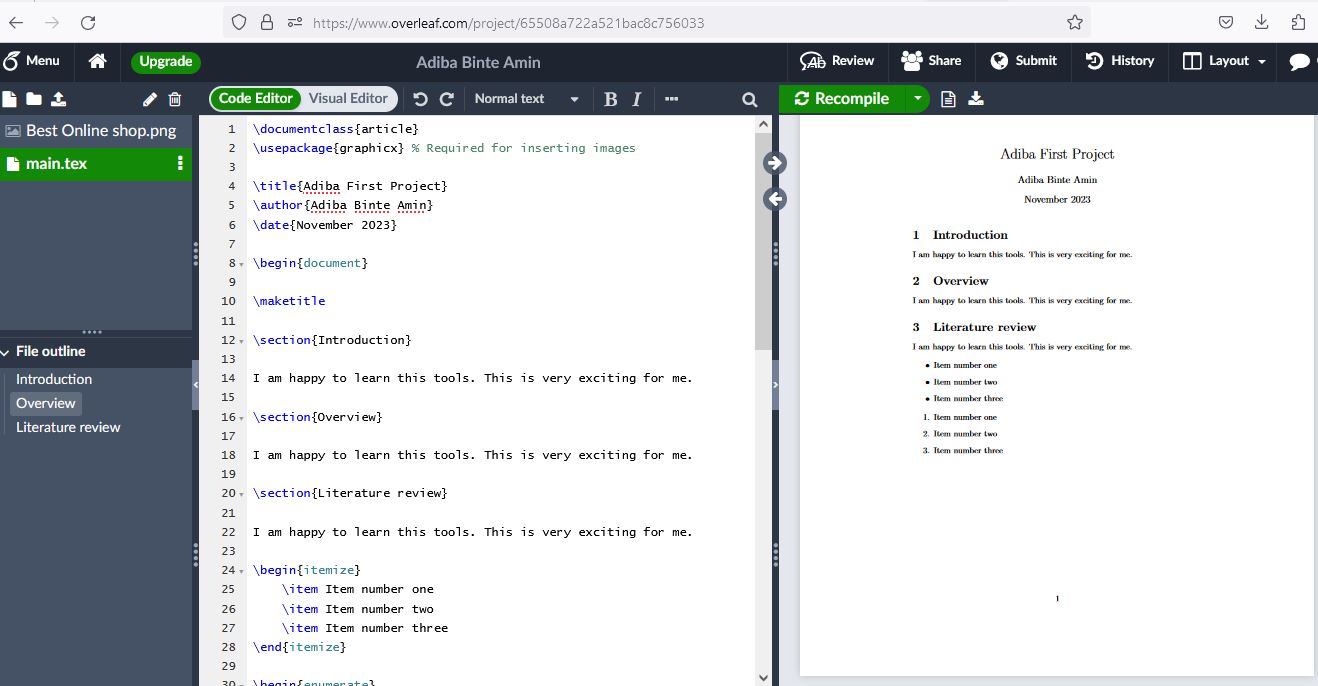 https://www.overleaf.com/project/65508a722a521bac8c756033
Menu
Upgrade
Adiba Binte Amin
Review
Share
Submit
History
Layout
Code Editor
Visual Editor
Normal text
B I
Recompile
Best Online shop.png
main.tex
File outline
Introduction
Overview
Literature review
1 \documentclass{article}
2 \usepackage{graphicx} % Required for inserting images
3
4 \title{Adiba First Project}
5 \author{Adiba Binte Amin}
6 \date{November 2023}
7
8 \begin{document}
9
10 \maketitle
11
12 \section{Introduction}
13
14 I am happy to learn this tools. This is very exciting for me.
15
16 \section{Overview}
17
18 I am happy to learn this tools. This is very exciting for me.
19
20 \section{Literature review}
21
22 I am happy to learn this tools. This is very exciting for me.
23
24 \begin{itemize}
25 \item Item number one
26 \item Item number two
27 \item Item number three
28 \end{itemize}
29
30 \begin{enumerate}
Adiba First Project
Adiba Binte Amin
November 2023
1 Introduction
I am happy to learn this tools. This is very exciting for me.
2 Overview
I am happy to learn this tools. This is very exciting for me.
3 Literature review
I am happy to learn this tools. This is very exciting for me.
• Item number one
• Item number two
• Item number three
1. Item number one
2. Item number two
3. Item number three
1